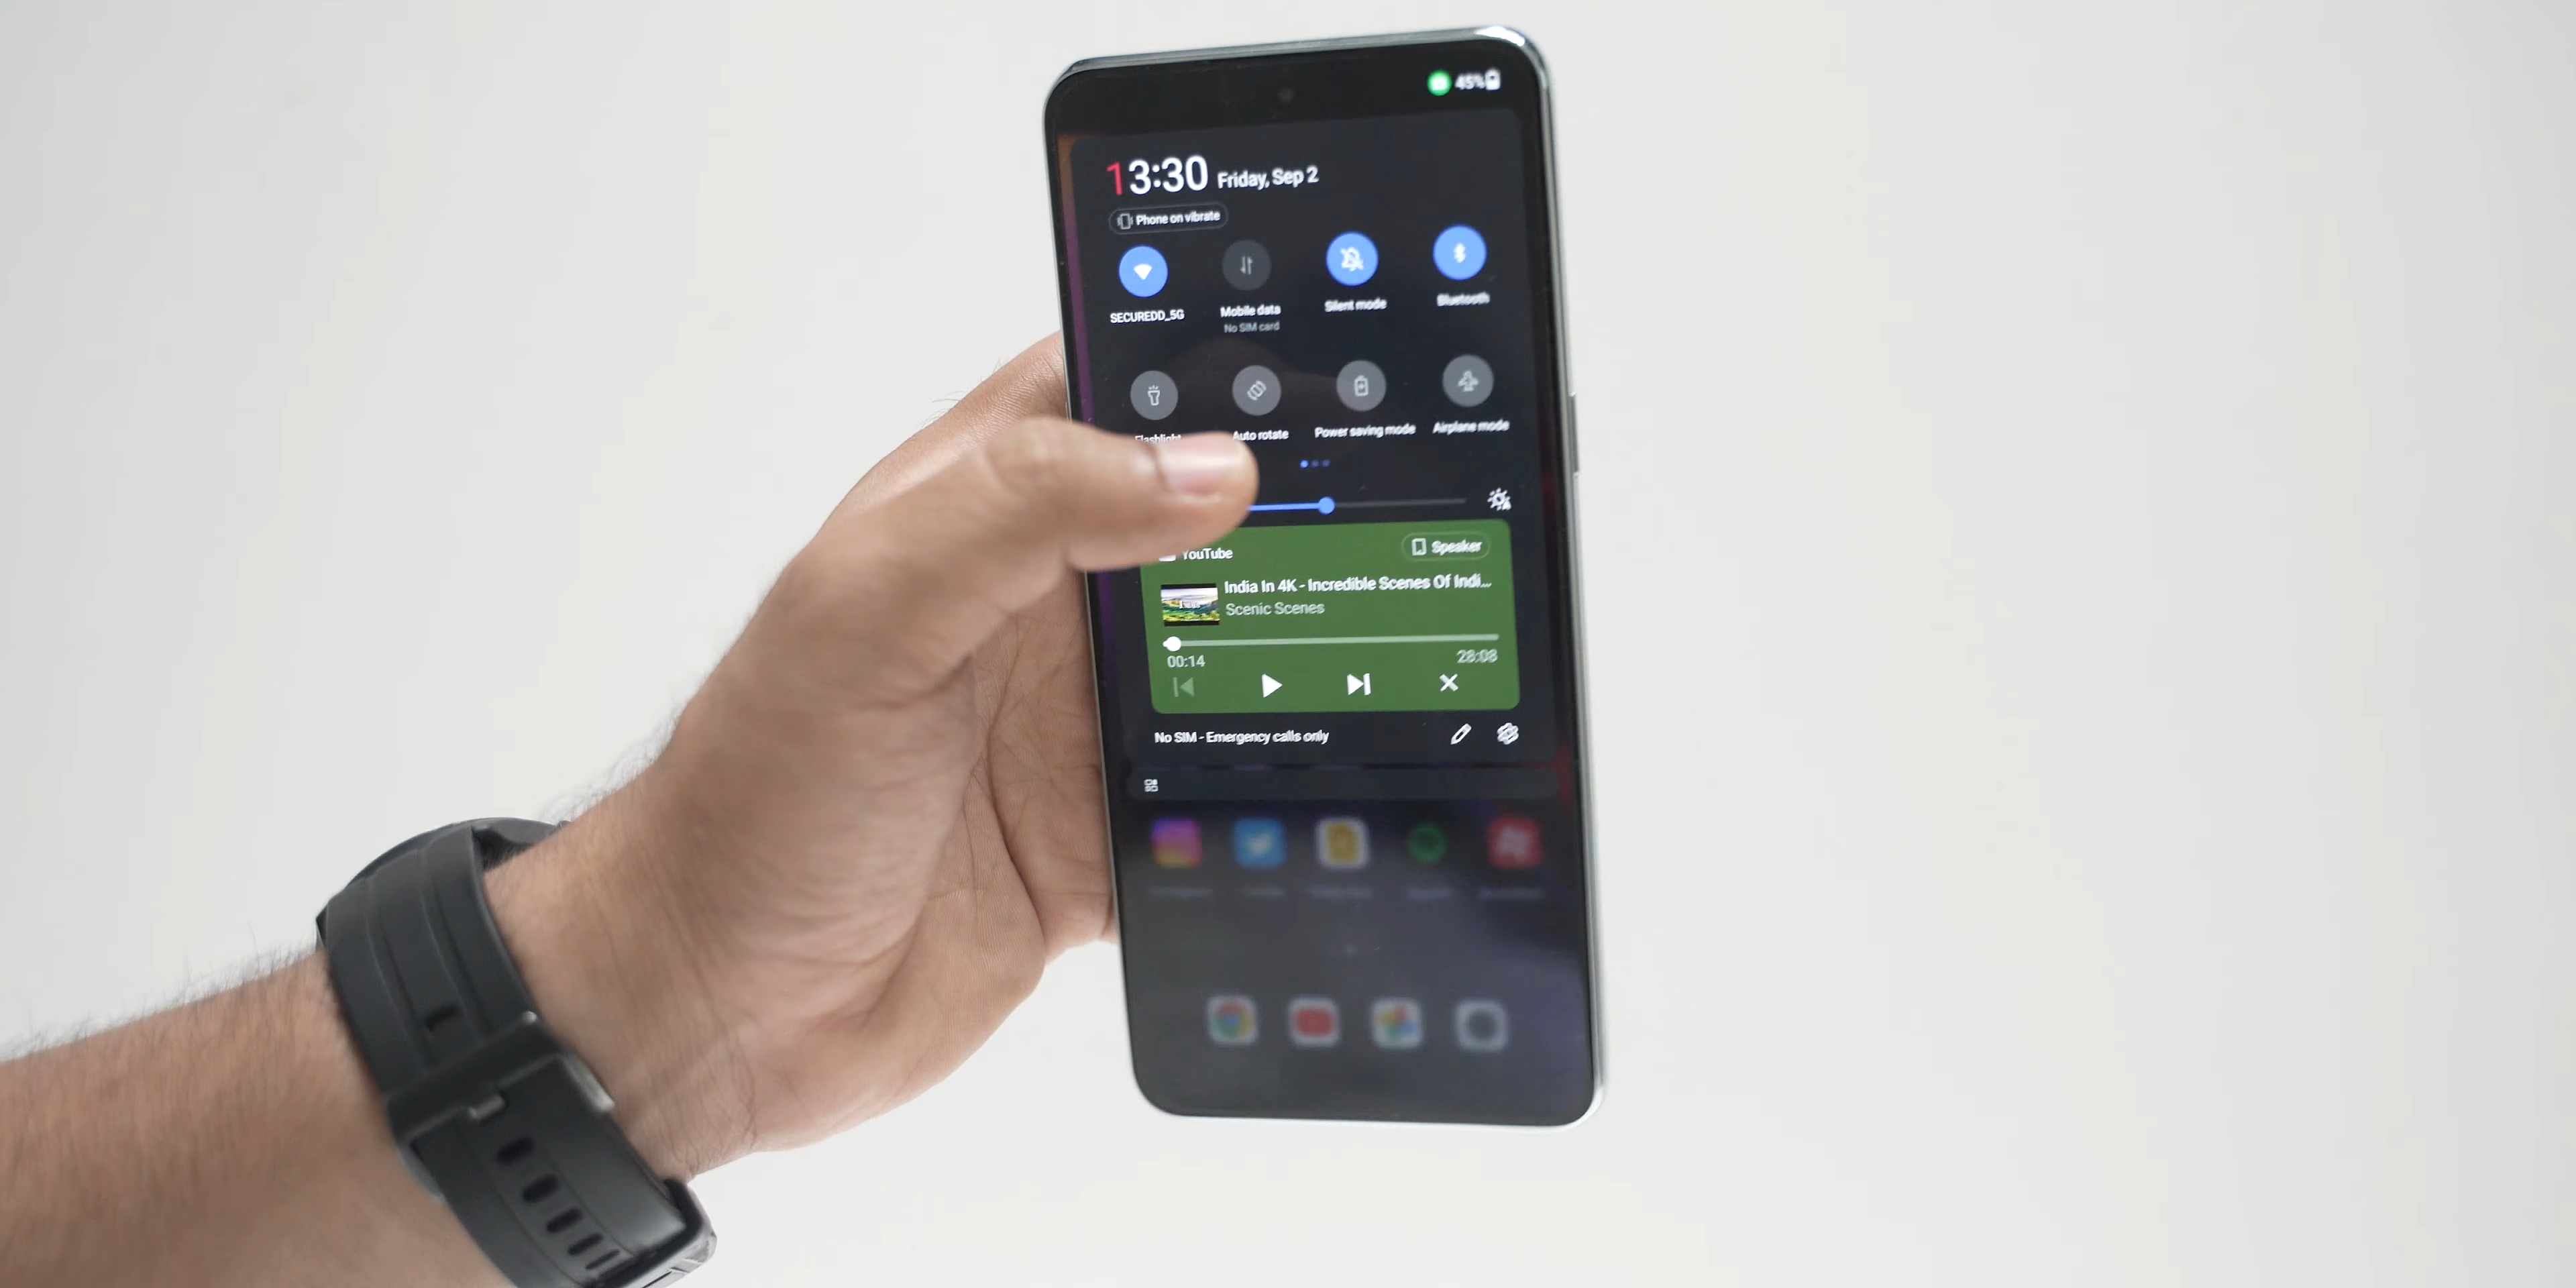 45%
13:30 Friday, Sep 2
Phone on vibrate
SECUREDD_5G
Mobile data
No SIM card
Silent mode
Bluetooth
Flashlight
Auto rotate
Power saving mode
Airplane mode
YouTube
Speaker
India In 4K - Incredible Scenes Of Indi...
Scenic Scenes
00:14
28:08
No SIM - Emergency calls only